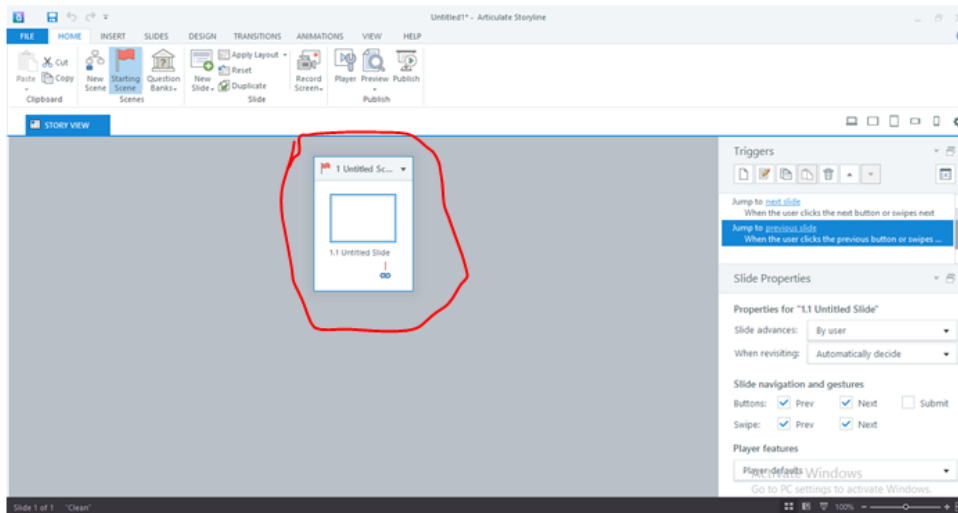 Untitled1* - Articulate Storyline
FILE HOME INSERT SLIDES DESIGN TRANSITIONS ANIMATIONS VIEW HELP
Paste
Cut
Copy
Clipboard
New Scene
Starting Scene
Question Banks
Scenes
New Slide
Apply Layout
Reset
Duplicate
Slide
Record Screen
Player
Preview
Publish
Publish
STORY VIEW
1 Untitled Sc...
1.1 Untitled Slide
Triggers
Jump to next slide
When the user clicks the next button or swipes next
Jump to previous slide
When the user clicks the previous button or swipes ...
Slide Properties
Properties for "1.1 Untitled Slide"
Slide advances: By user
When revisiting: Automatically decide
Slide navigation and gestures
Buttons: Prev Next Submit
Swipe: Prev Next
Player features
Player defaults
Activate Windows
Go to PC settings to activate Windows.
Slide 1 of 1 "Clean" 100%